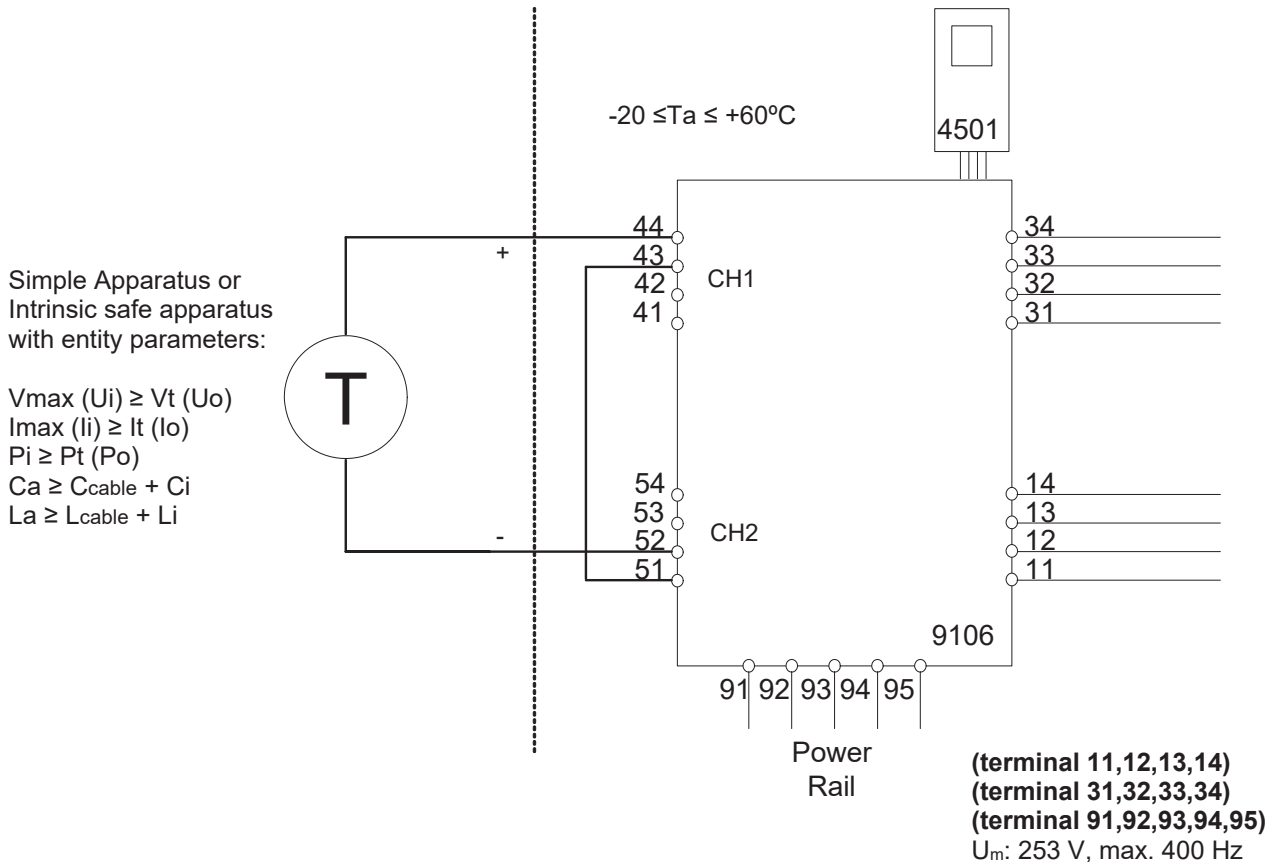 -20 ≤Ta ≤ +60ºC
4501
Simple Apparatus or
Intrinsic safe apparatus
with entity parameters:
Vmax (Ui) ≥ Vt (Uo)
Imax (Ii) ≥ It (Io)
Pi ≥ Pt (Po)
Ca ≥ Ccable + Ci
La ≥ Lcable + Li
T
+
-
44
43
42
41
CH1
54
53
52
51
CH2
34
33
32
31
14
13
12
11
9106
91 92 93 94 95
Power
Rail
(terminal 11,12,13,14)
(terminal 31,32,33,34)
(terminal 91,92,93,94,95)
Um: 253 V, max. 400 Hz